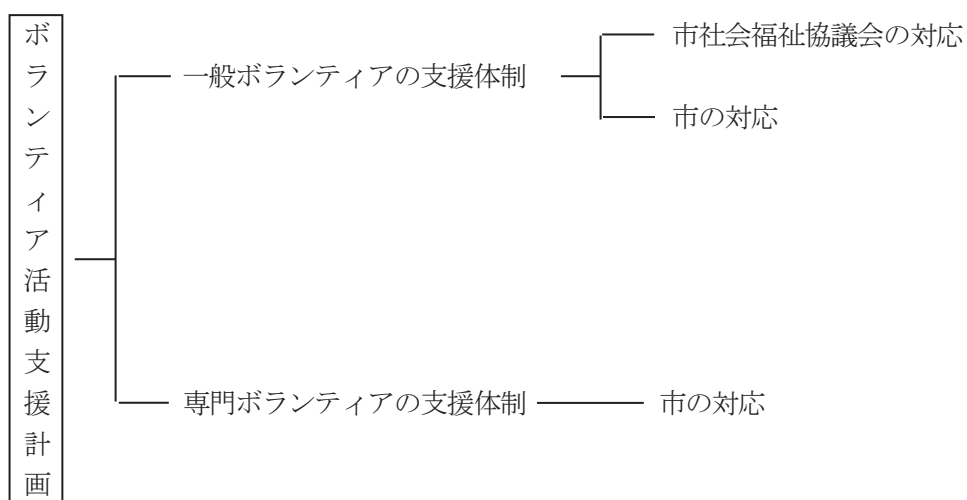 ボランティア活動支援計画
一般ボランティアの支援体制
市社会福祉協議会の対応
市の対応
専門ボランティアの支援体制
市の対応